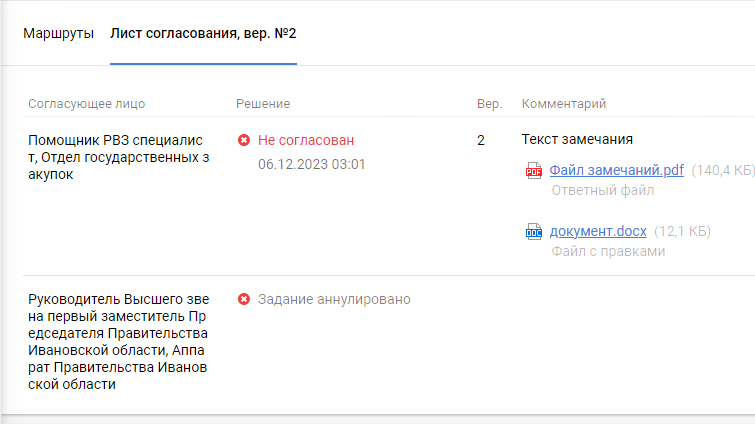 Маршруты Лист согласования, вер. №2
Согласующее лицо Решение Вер. Комментарий
Помощник РВЗ специалис
т, Отдел государственных з
акупок
Не согласован
06.12.2023 03:01
2
Текст замечания
Файл замечаний.pdf (140,4 КБ)
Ответный файл
документ.docx (12,1 КБ)
Файл с правками
Руководитель Высшего зве
на первый заместитель Пр
едседателя Правительства
Ивановской области, Аппа
рат Правительства Иванов
ской области
Задание аннулировано